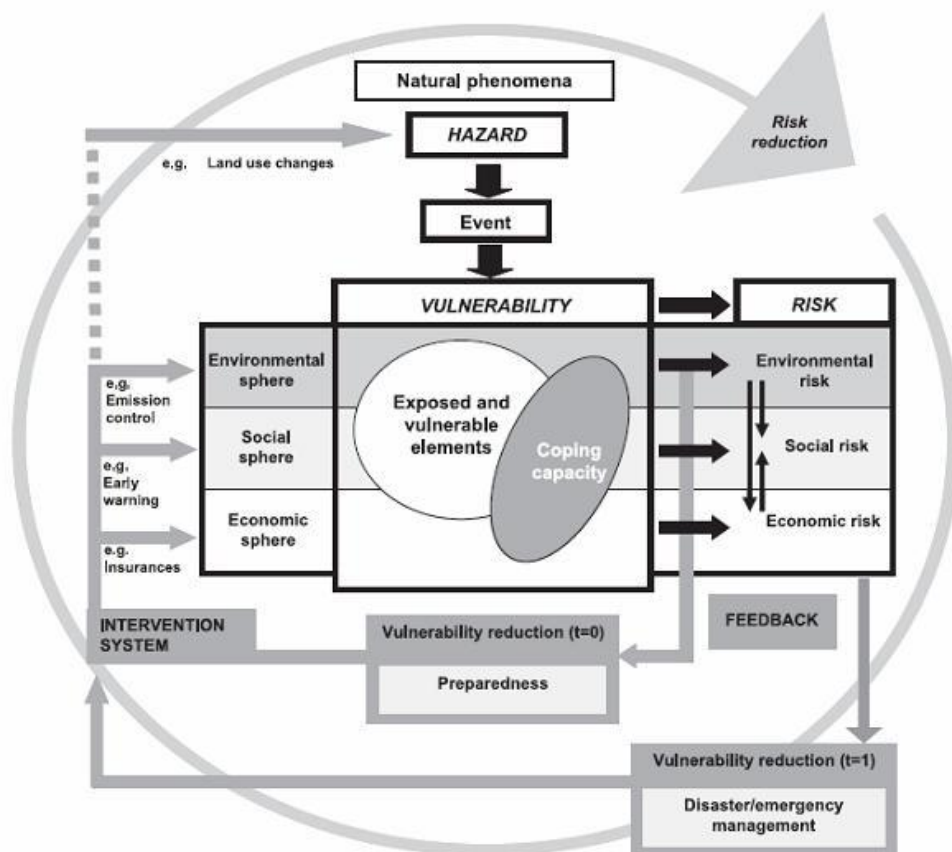 Natural phenomena
HAZARD
Risk
reduction
e,g, Land use changes
Event
VULNERABILITY
RISK
Environmental
sphere
Environmental
risk
e,g,
Emission
control
Exposed and
vulnerable
elements
Social
sphere
Coping
capacity
Social risk
e,g,
Early
warning
Economic
sphere
Economic risk
e.g.
Insurances
INTERVENTION
SYSTEM
Vulnerability reduction (t=0)
FEEDBACK
Preparedness
Vulnerability reduction (t=1)
Disaster/emergency
management